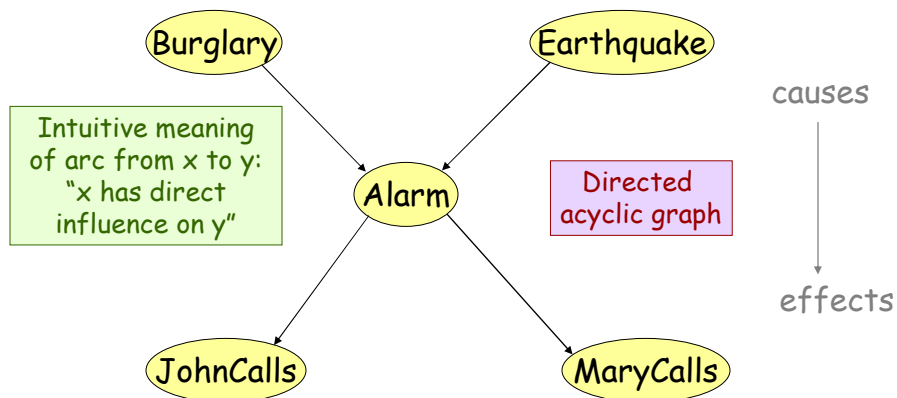 Burglary
Earthquake
causes
Intuitive meaning
of arc from x to y:
“x has direct
influence on y”
Alarm
Directed
acyclic graph
effects
JohnCalls
MaryCalls